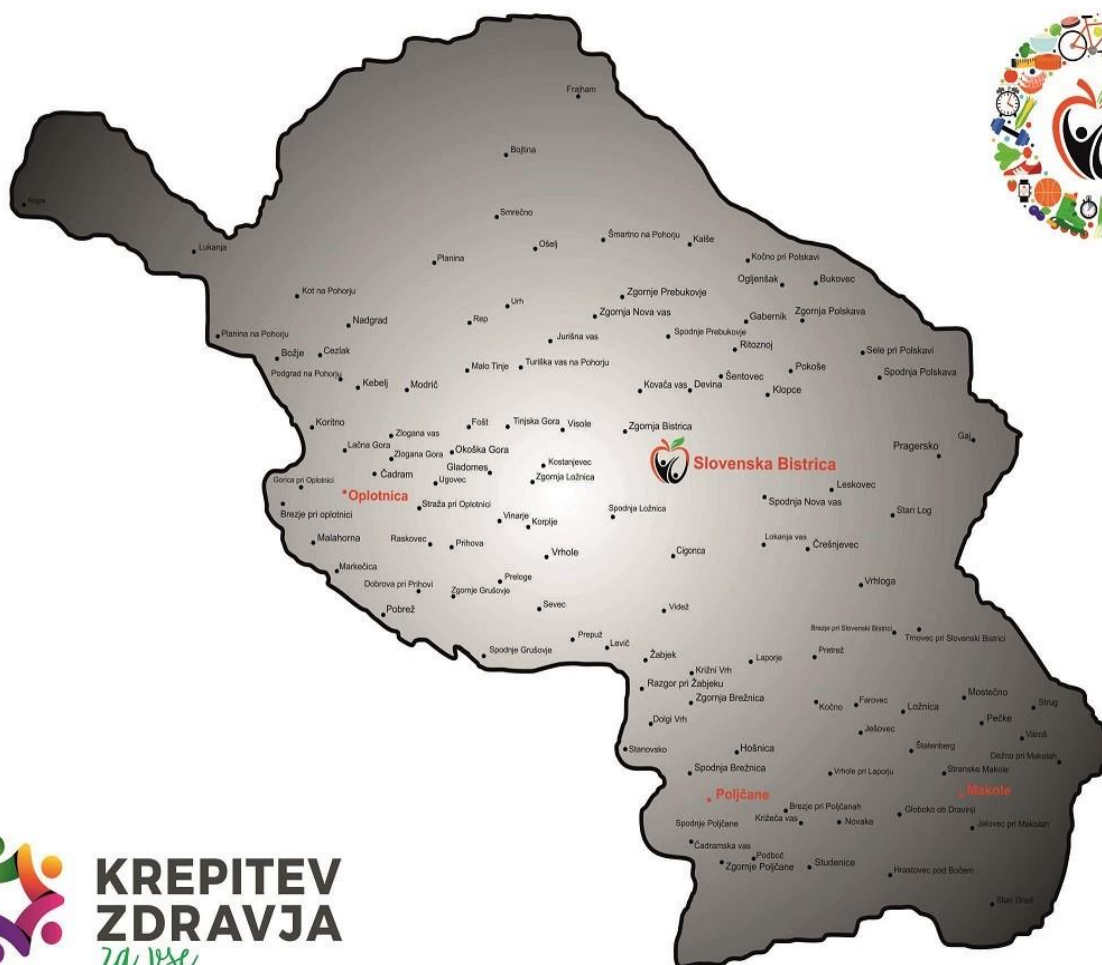 Frajham
Bojtina
Rogla
Smrečno
Šmartno na Pohorju
Kalše
Ošelj
Lukanja
Planina
Kočno pri Polskavi
Ogljenšak
Bukovec
Kot na Pohorju
Zgornje Prebukovje
Urh
Zgornja Nova vas
Gabernik
Zgornja Polskava
Nadgrad
Rep
Planina na Pohorju
Jurišna vas
Spodnje Prebukovje
Ritoznoj
Božje
Cezlak
Sele pri Polskavi
Malo Tinje
Turiška vas na Pohorju
Podgrad na Pohorju
Pokoše
Spodnja Polskava
Kebelj
Modrič
Kovača vas
Devina
Šentovec
Klopce
Koritno
Fošt
Tinjska Gora
Visole
Zgornja Bistrica
Zlogana vas
Gaj
Lačna Gora
Zlogana Gora
Okoška Gora
Pragersko
Kostanjevec
Slovenska Bistrica
Gladomes
Čadram
Ugovec
Zgornja Ložnica
Gorica pri Oplotnici
Leskovec
Oplotnica
Spodnja Nova vas
Straža pri Oplotnici
Spodnja Ložnica
Brezje pri oplotnici
Vinarje
Korplje
Stari Log
Malahorna
Raskovec
Prihova
Lokanja vas
Črešnjevec
Vrhole
Cigonca
Markečica
Preloge
Dobrova pri Prihovi
Zgornje Grušovje
Vrhloga
Pobrež
Sevec
Videž
Brezje pri Slovenski Bistrici
Trnovec pri Slovenski Bistrici
Prepuž
Levič
Spodnje Grušovje
Žabjek
Laporje
Pretrež
Križni Vrh
Razgor pri Žabjeku
Zgornja Brežnica
Mostečno
Kočno
Farovec
Ložnica
Strug
Dolgi Vrh
Pečke
Ješovec
Varoš
Stanovsko
Hošnica
Štatenberg
Dežno pri Makolah
Spodnja Brežnica
Vrhole pri Laporju
Stranske Makole
Poljčane
Makole
Brezje pri Poljčanah
Globoko ob Dravinji
Spodnje Poljčane
Križeča vas
Novake
Jelovec pri Makolah
Čadramska vas
Podboč
Zgornje Poljčane
Studenice
Hrastovec pod Bočem
Stari Grad
KREPITEV
ZDRAVJA
za vse